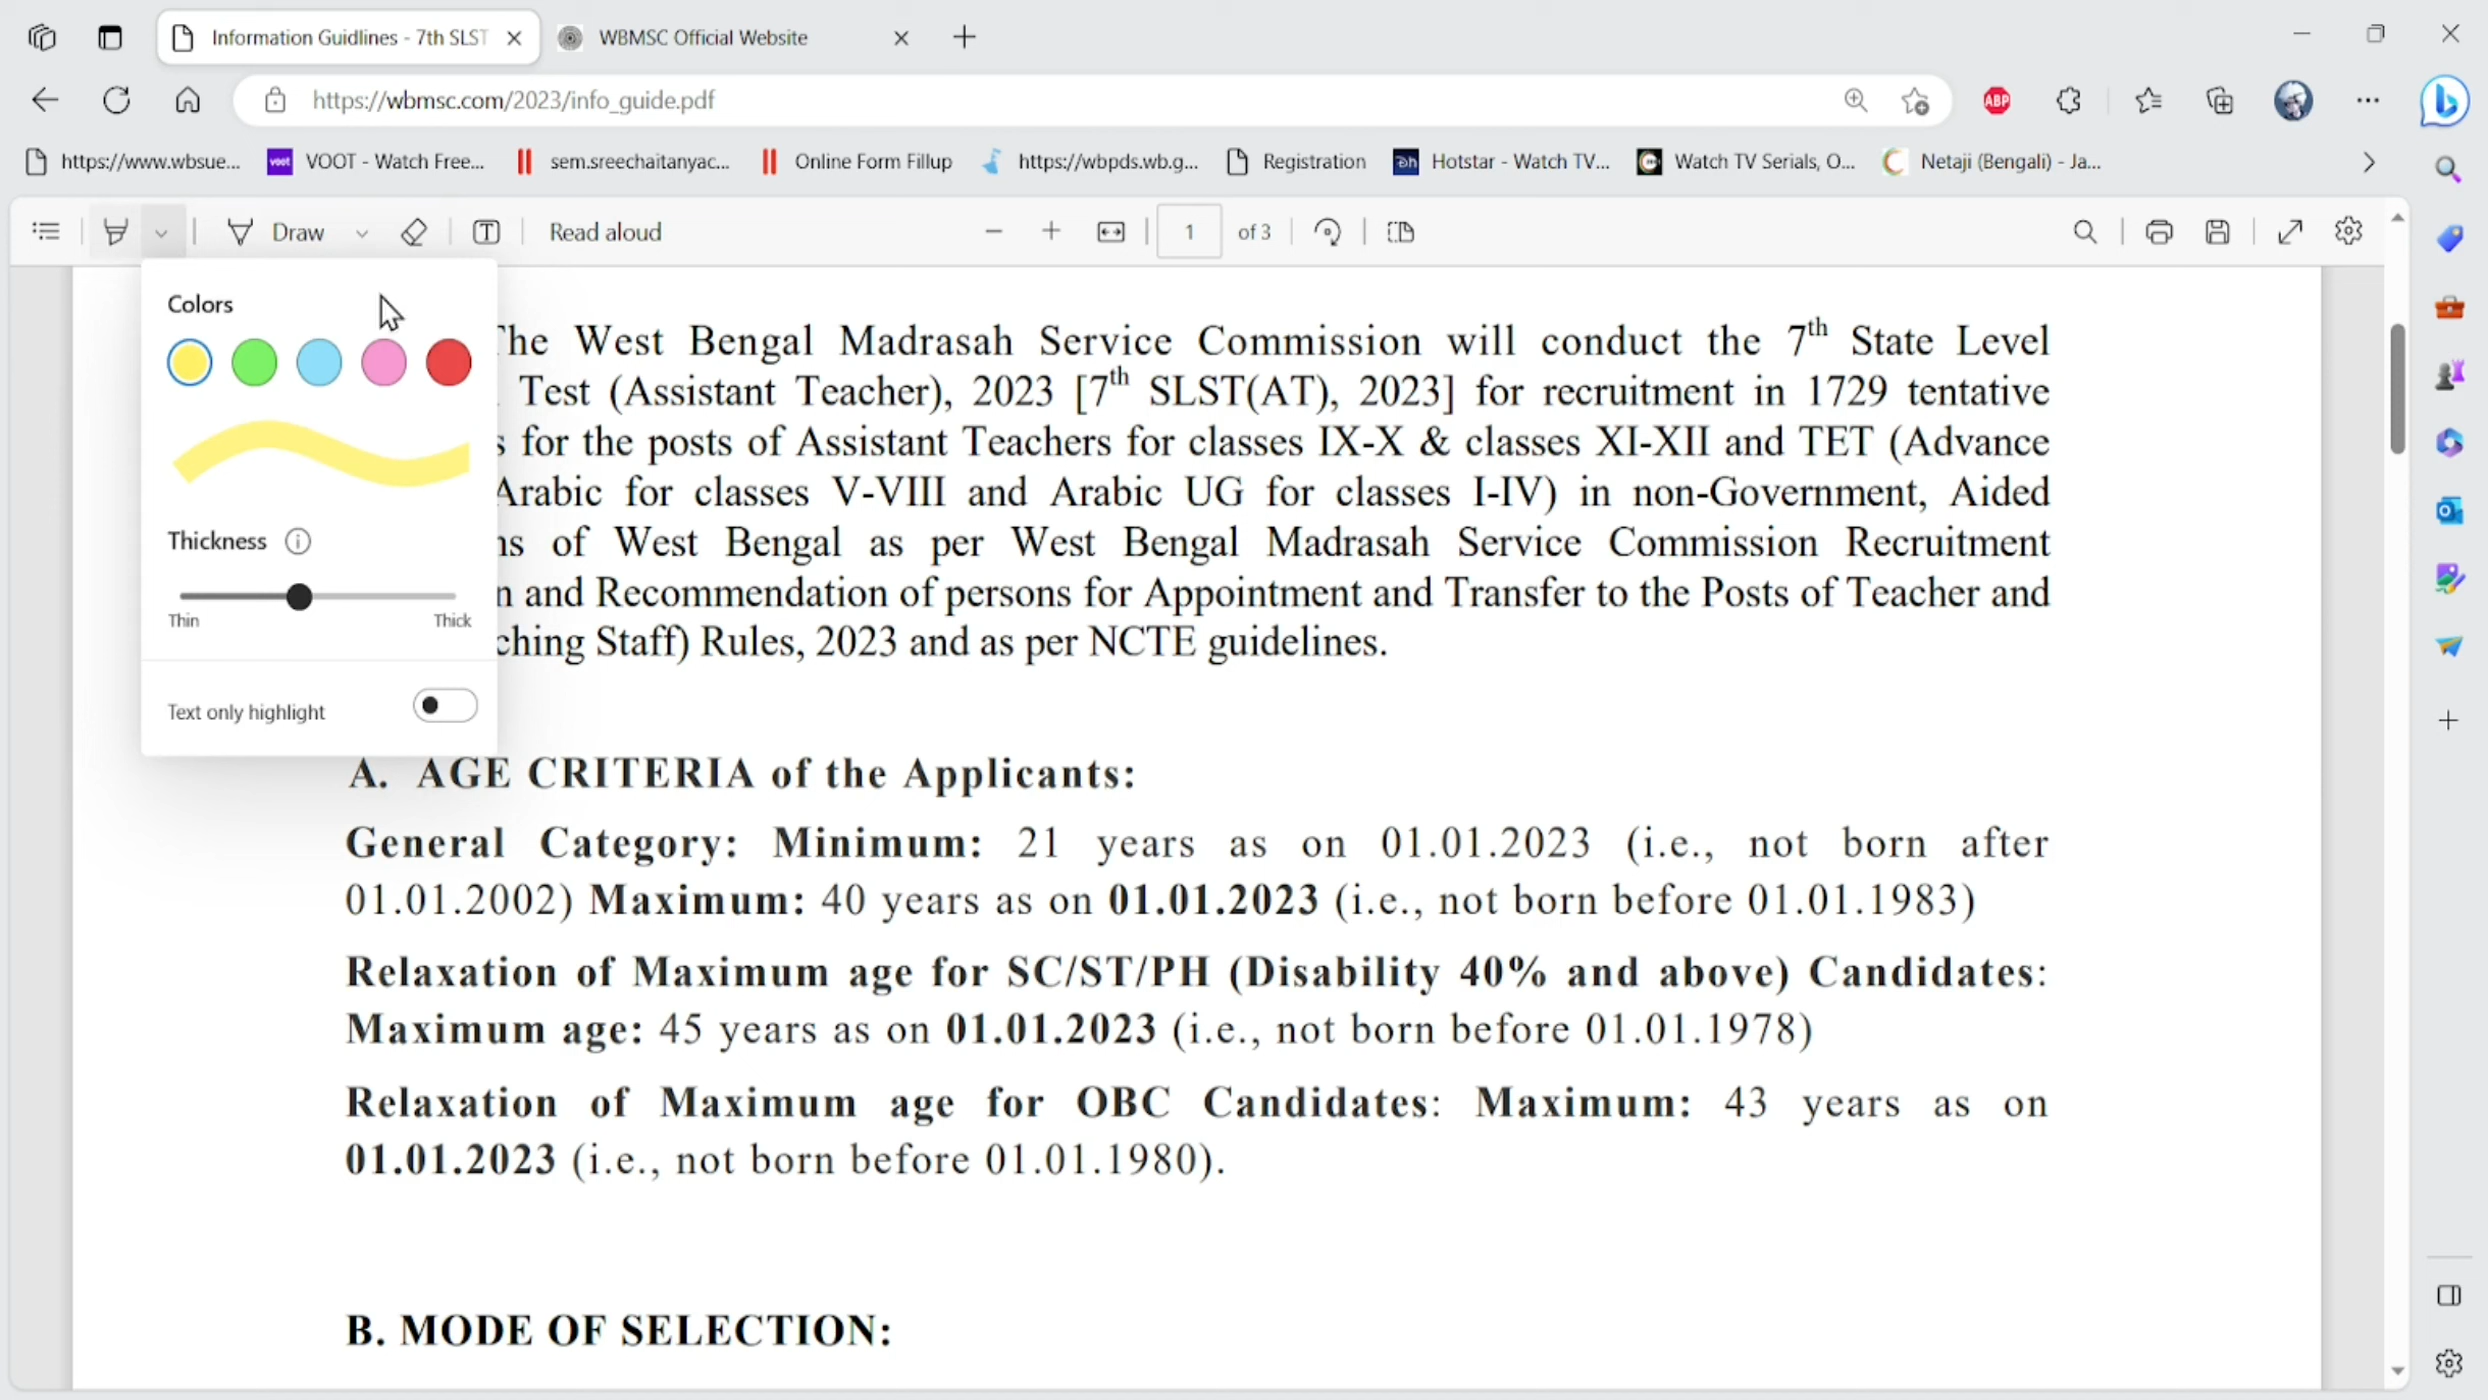 Information Guidlines - 7th SLST
WBMSC Official Website
https://wbmsc.com/2023/info_guide.pdf
ABP
https://www.wbsue...
voot VOOT - Watch Free...
sem.sreechaitanyac...
Online Form Fillup
https://wbpds.wb.g...
Registration
Hotstar - Watch TV...
Watch TV Serials, O...
Netaji (Bengali) - Ja...
Draw
Read aloud
1 of 3
Colors
Thickness
Thin Thick
Text only highlight
The West Bengal Madrasah Service Commission will conduct the 7th State Level
Test (Assistant Teacher), 2023 [7th SLST(AT), 2023] for recruitment in 1729 tentative
s for the posts of Assistant Teachers for classes IX-X & classes XI-XII and TET (Advance
Arabic for classes V-VIII and Arabic UG for classes I-IV) in non-Government, Aided
ns of West Bengal as per West Bengal Madrasah Service Commission Recruitment
n and Recommendation of persons for Appointment and Transfer to the Posts of Teacher and
ching Staff) Rules, 2023 and as per NCTE guidelines.
A. AGE CRITERIA of the Applicants:
General Category: Minimum: 21 years as on 01.01.2023 (i.e., not born after
01.01.2002) Maximum: 40 years as on 01.01.2023 (i.e., not born before 01.01.1983)
Relaxation of Maximum age for SC/ST/PH (Disability 40% and above) Candidates:
Maximum age: 45 years as on 01.01.2023 (i.e., not born before 01.01.1978)
Relaxation of Maximum age for OBC Candidates: Maximum: 43 years as on
01.01.2023 (i.e., not born before 01.01.1980).
B. MODE OF SELECTION: